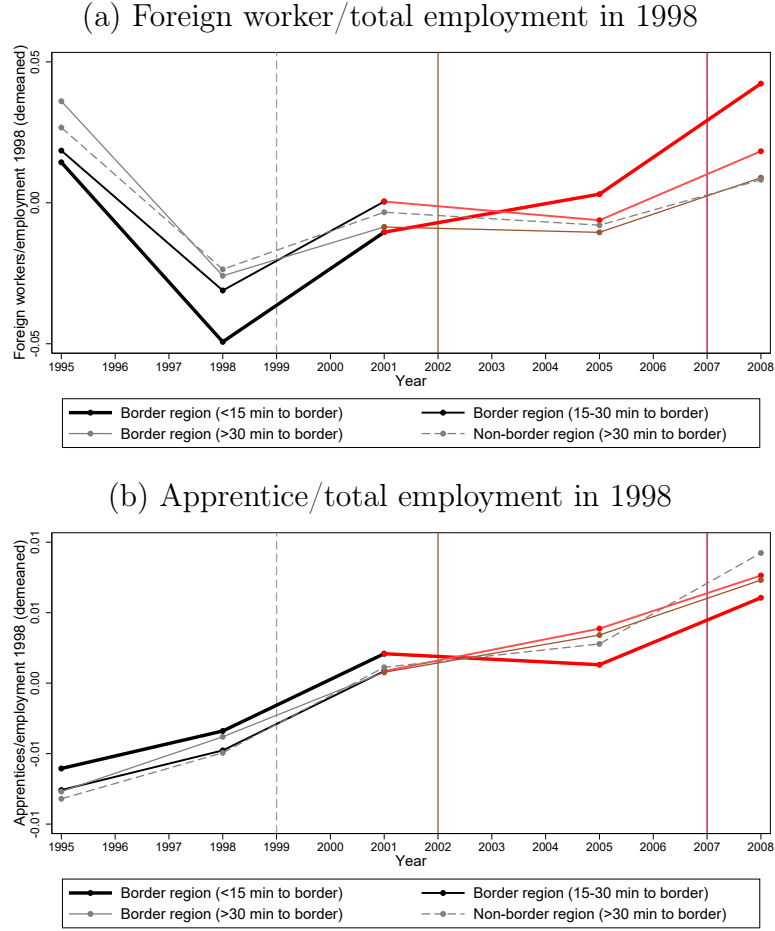 (a) Foreign worker/total employment in 1998
Foreign workers/employment 1998 (demeaned)
0.05
0.00
-0.05
1995 1996 1997 1998 1999 2000 2001 2002 2003 2004 2005 2006 2007 2008
Year
Border region (<15 min to border) Border region (15-30 min to border)
Border region (>30 min to border) Non-border region (>30 min to border)
(b) Apprentice/total employment in 1998
Apprentices/employment 1998 (demeaned)
0.01
0.01
0.00
-0.01
-0.01
1995 1996 1997 1998 1999 2000 2001 2002 2003 2004 2005 2006 2007 2008
Year
Border region (<15 min to border) Border region (15-30 min to border)
Border region (>30 min to border) Non-border region (>30 min to border)